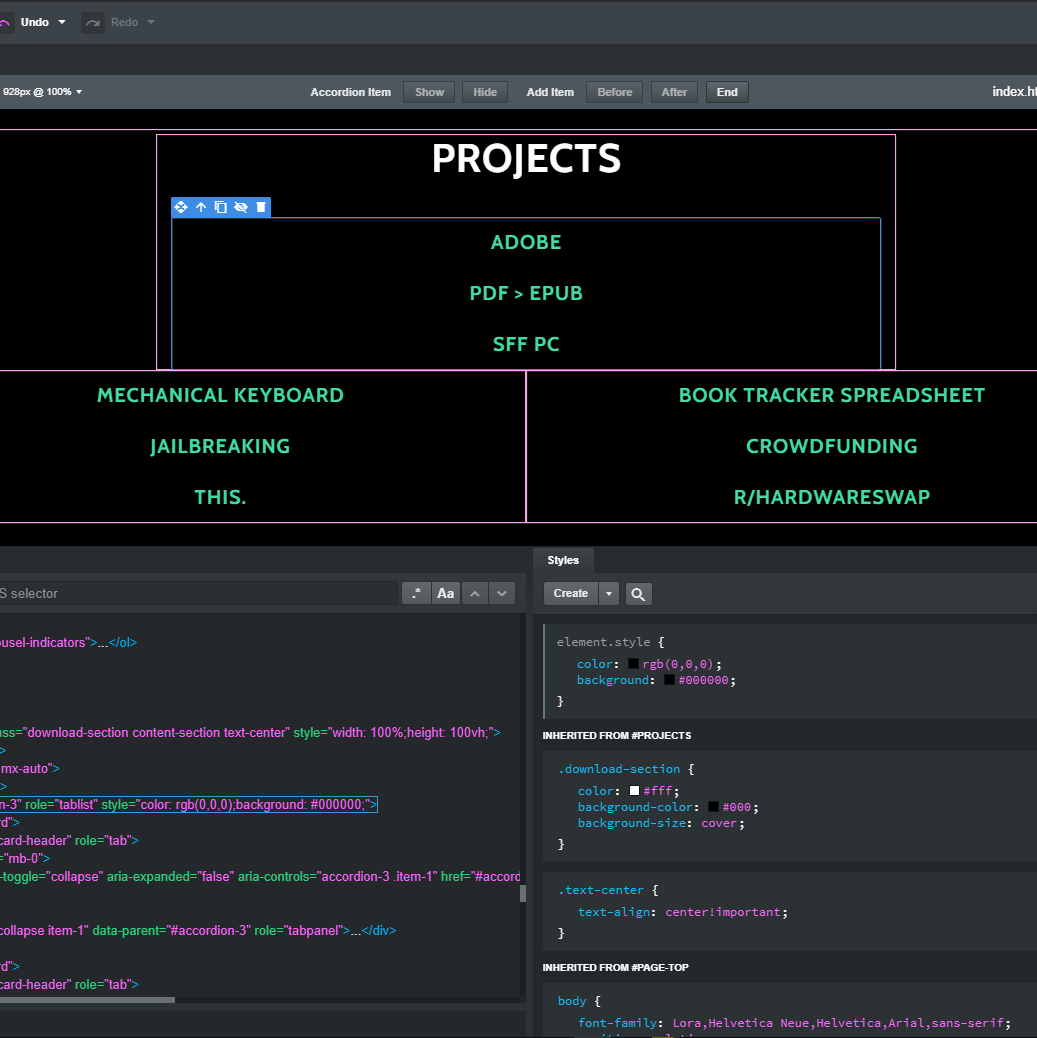 Undo Redo
928px @ 100% Accordion Item Show Hide Add Item Before After End index.ht
PROJECTS
ADOBE
PDF > EPUB
SFF PC
MECHANICAL KEYBOARD
JAILBREAKING
THIS.
BOOK TRACKER SPREADSHEET
CROWDFUNDING
R/HARDWARESWAP
S selector .* Aa
ousel-indicators">...</ol>
ass="download-section content-section text-center" style="width: 100%;height: 100vh;">
>
mx-auto">
>
n-3" role="tablist" style="color: rgb(0,0,0);background: #000000;">
rd">
card-header" role="tab">
="mb-0">
-toggle="collapse" aria-expanded="false" aria-controls="accordion-3 .item-1" href="#accord
collapse item-1" data-parent="#accordion-3" role="tabpanel">...</div>
rd">
card-header" role="tab">
Styles
Create
element.style {
color: rgb(0,0,0);
background: #000000;
}
INHERITED FROM #PROJECTS
.download-section {
color: #fff;
background-color: #000;
background-size: cover;
}
.text-center {
text-align: center!important;
}
INHERITED FROM #PAGE-TOP
body {
font-family: Lora,Helvetica Neue,Helvetica,Arial,sans-serif;